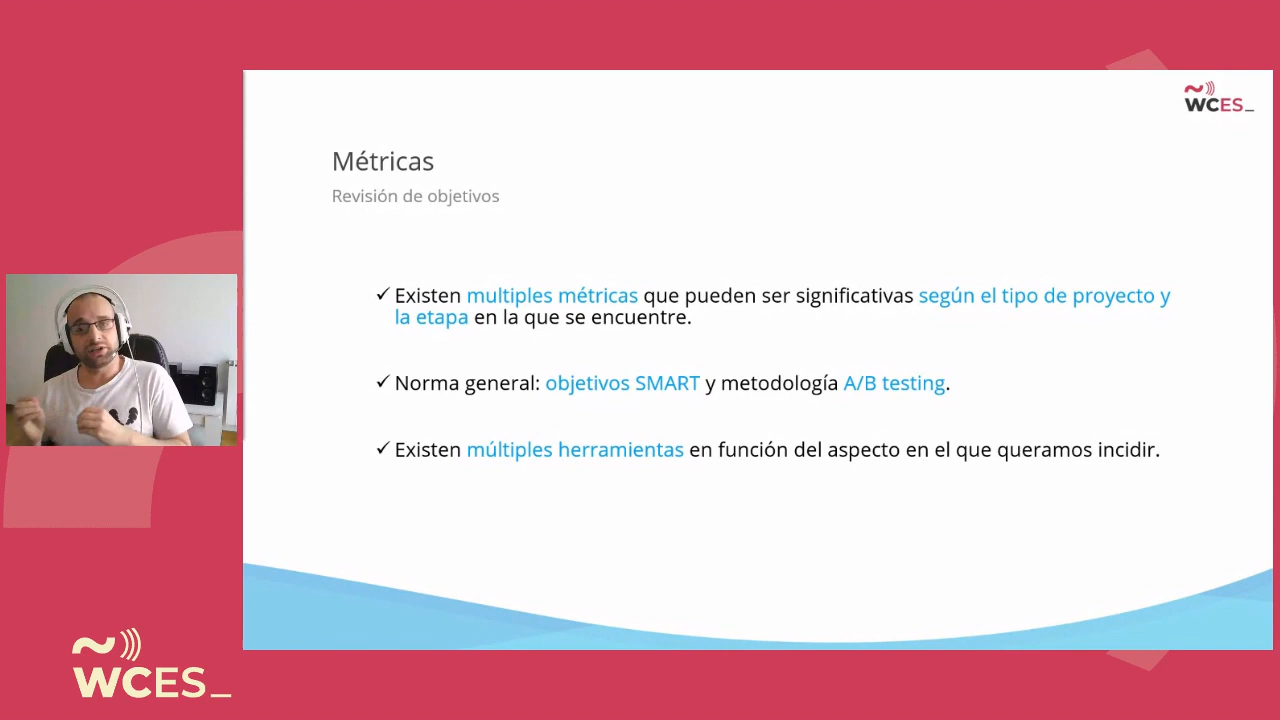 WCES_
Métricas
Revisión de objetivos
✓ Existen multiples métricas que pueden ser significativas según el tipo de proyecto y
la etapa en la que se encuentre.
✓ Norma general: objetivos SMART y metodología A/B testing.
✓ Existen múltiples herramientas en función del aspecto en el que queramos incidir.
WCES_